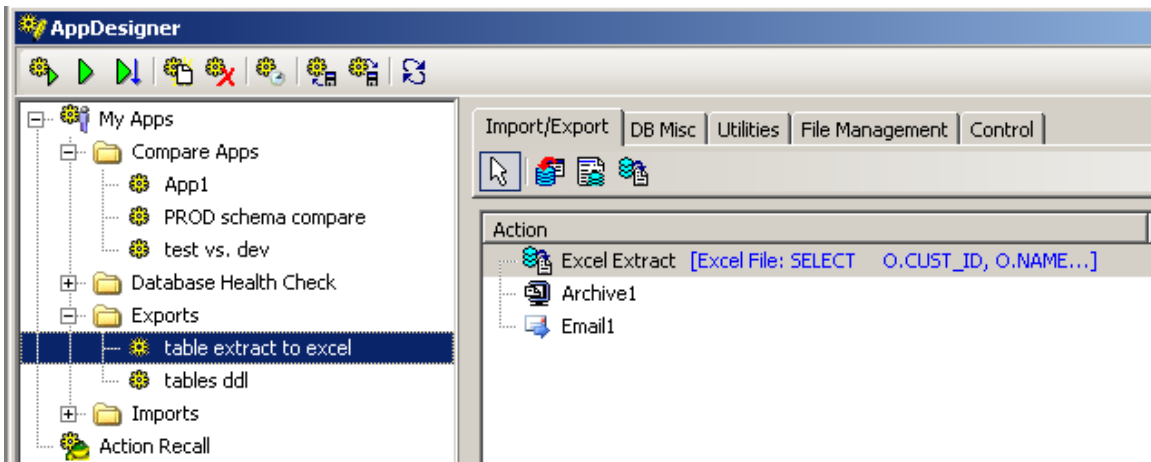 AppDesigner
My Apps
Compare Apps
App1
PROD schema compare
test vs. dev
Database Health Check
Exports
table extract to excel
tables ddl
Imports
Action Recall
Import/Export DB Misc Utilities File Management Control
Action
Excel Extract [Excel File: SELECT O.CUST_ID, O.NAME...]
Archive1
Email1